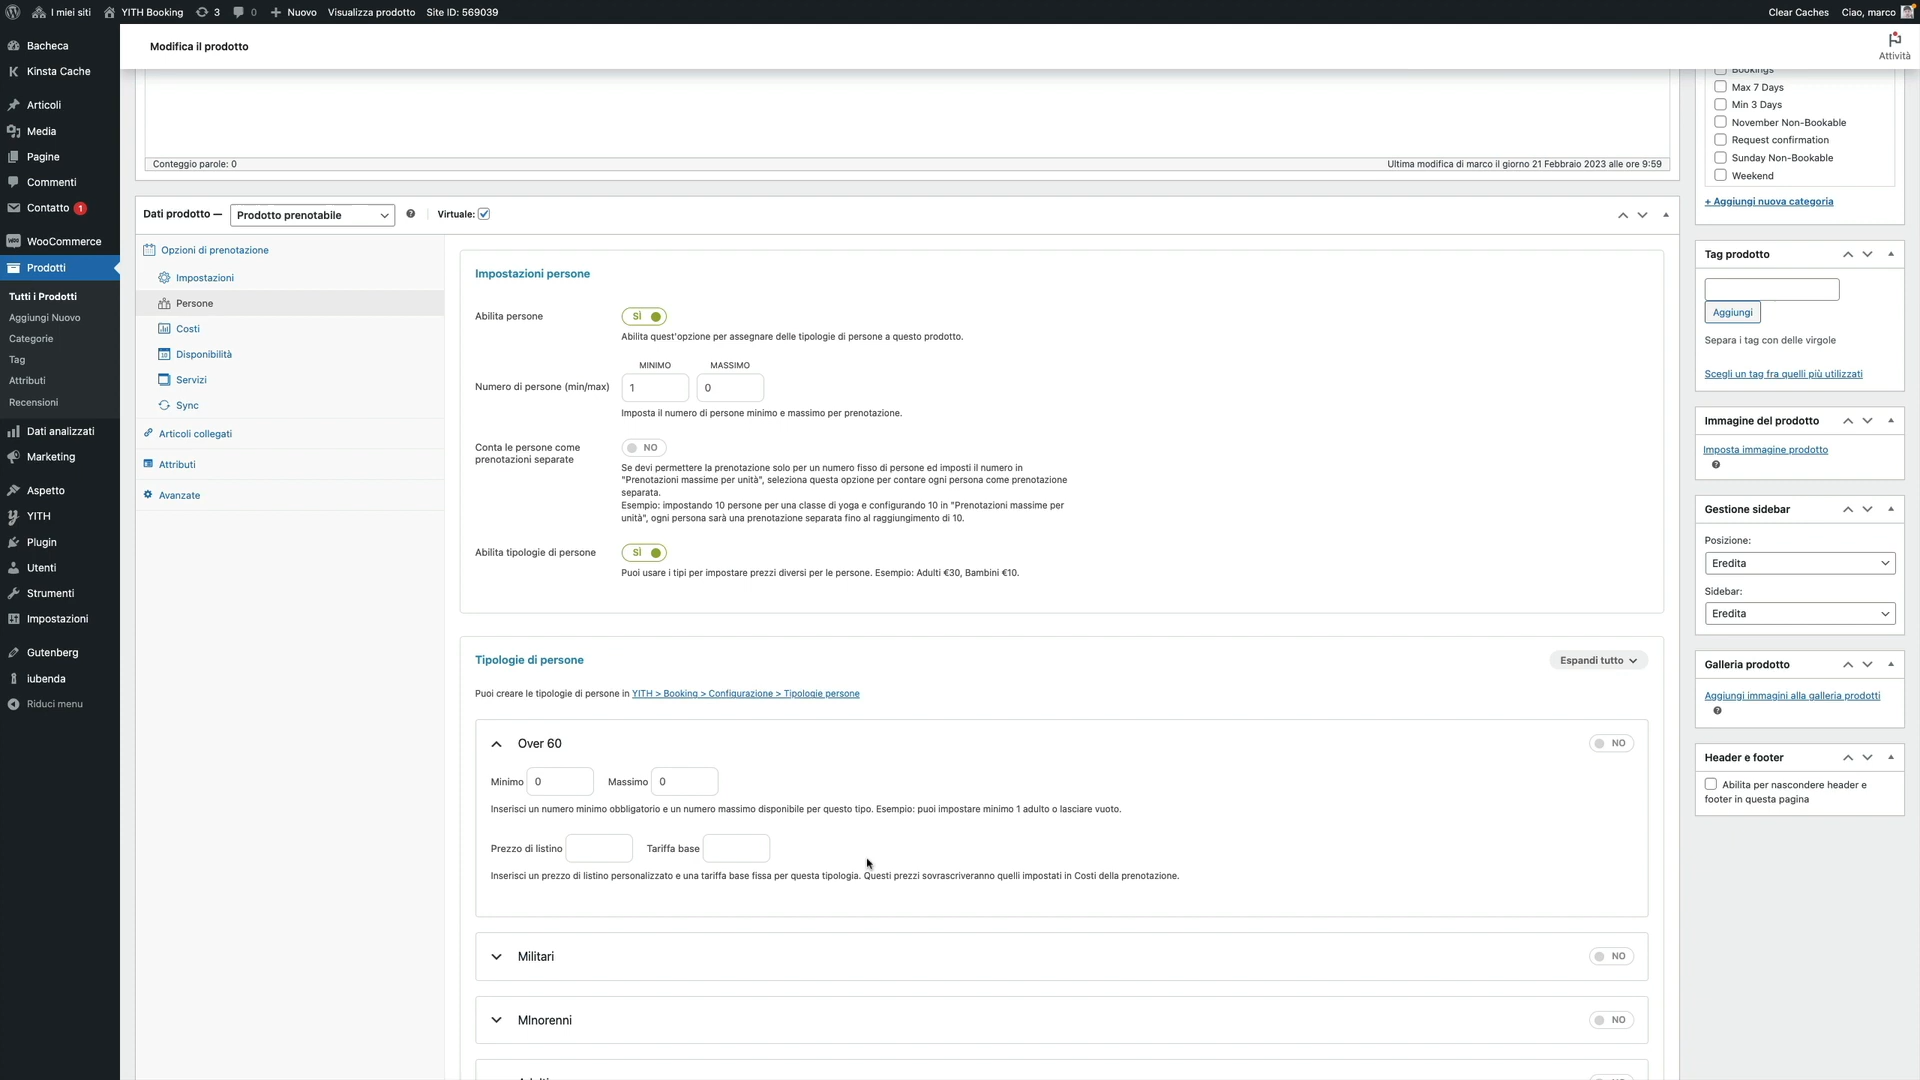 I miei siti
YITH Booking
3
0
Nuovo
Visualizza prodotto
Site ID: 569039
Clear Caches
Ciao, marco
Bacheca
Kinsta Cache
Articoli
Media
Pagine
Commenti
Contatto 1
WooCommerce
Prodotti
Tutti i Prodotti
Aggiungi Nuovo
Categorie
Tag
Attributi
Recensioni
Dati analizzati
Marketing
Aspetto
YITH
Plugin
Utenti
Strumenti
Impostazioni
Gutenberg
iubenda
Riduci menu
Modifica il prodotto
Attività
Conteggio parole: 0
Ultima modifica di marco il giorno 21 Febbraio 2023 alle ore 9:59
Dati prodotto —
Prodotto prenotabile
Virtuale:
Opzioni di prenotazione
Impostazioni
Persone
Costi
Disponibilità
Servizi
Sync
Articoli collegati
Attributi
Avanzate
Impostazioni persone
Abilita persone
SÌ
Abilita quest'opzione per assegnare delle tipologie di persone a questo prodotto.
MINIMO
MASSIMO
Numero di persone (min/max)
1
0
Imposta il numero di persone minimo e massimo per prenotazione.
Conta le persone come
prenotazioni separate
NO
Se devi permettere la prenotazione solo per un numero fisso di persone ed imposti il numero in
"Prenotazioni massime per unità", seleziona questa opzione per contare ogni persona come prenotazione
separata.
Esempio: impostando 10 persone per una classe di yoga e configurando 10 in "Prenotazioni massime per
unità", ogni persona sarà una prenotazione separata fino al raggiungimento di 10.
Abilita tipologie di persone
SÌ
Puoi usare i tipi per impostare prezzi diversi per le persone. Esempio: Adulti €30, Bambini €10.
Tipologie di persone
Espandi tutto
Puoi creare le tipologie di persone in YITH > Booking > Configurazione > Tipologie persone
Over 60
NO
Minimo
0
Massimo
0
Inserisci un numero minimo obbligatorio e un numero massimo disponibile per questo tipo. Esempio: puoi impostare minimo 1 adulto o lasciare vuoto.
Prezzo di listino
Tariffa base
Inserisci un prezzo di listino personalizzato e una tariffa base fissa per questa tipologia. Questi prezzi sovrascriveranno quelli impostati in Costi della prenotazione.
Militari
NO
MInorenni
NO
Bookings
Max 7 Days
Min 3 Days
November Non-Bookable
Request confirmation
Sunday Non-Bookable
Weekend
+ Aggiungi nuova categoria
Tag prodotto
Aggiungi
Separa i tag con delle virgole
Scegli un tag fra quelli più utilizzati
Immagine del prodotto
Imposta immagine prodotto
Gestione sidebar
Posizione:
Eredita
Sidebar:
Eredita
Galleria prodotto
Aggiungi immagini alla galleria prodotti
Header e footer
Abilita per nascondere header e
footer in questa pagina